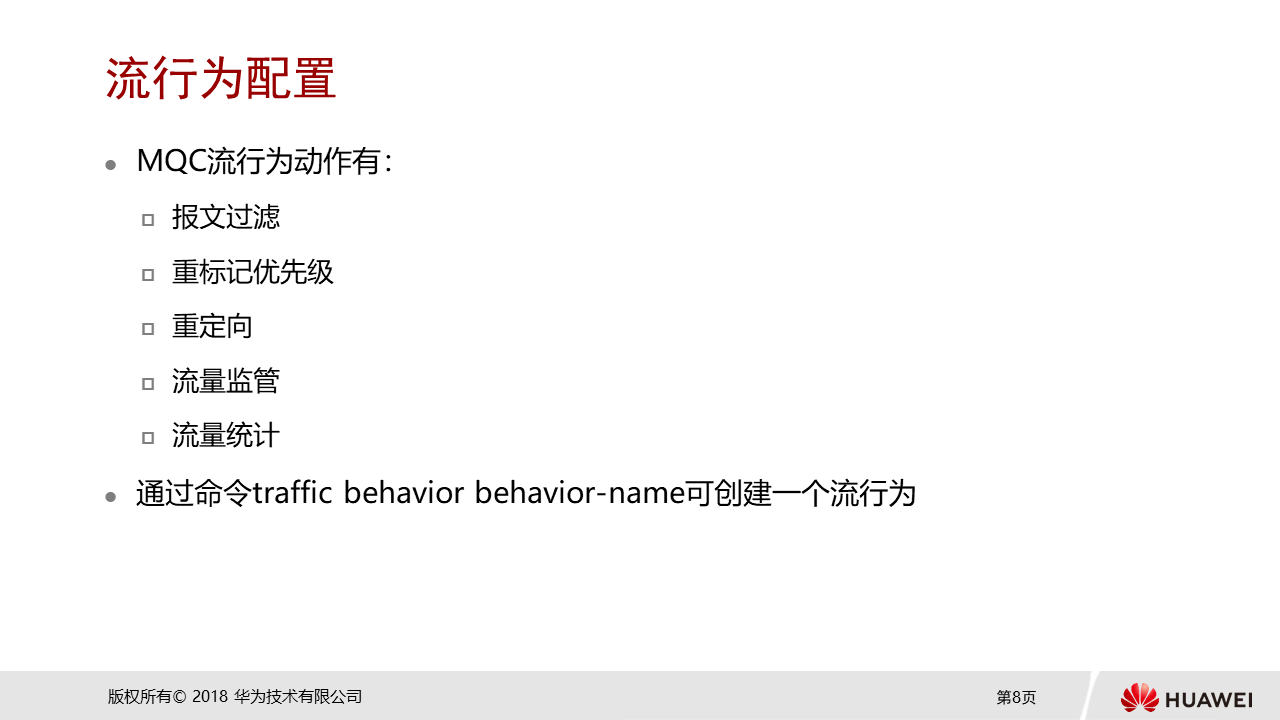 流行为配置
MQC流行为动作有：
报文过滤
重标记优先级
重定向
流量监管
流量统计
通过命令traffic behavior behavior-name可创建一个流行为
版权所有© 2018 华为技术有限公司
第8页
HUAWEI